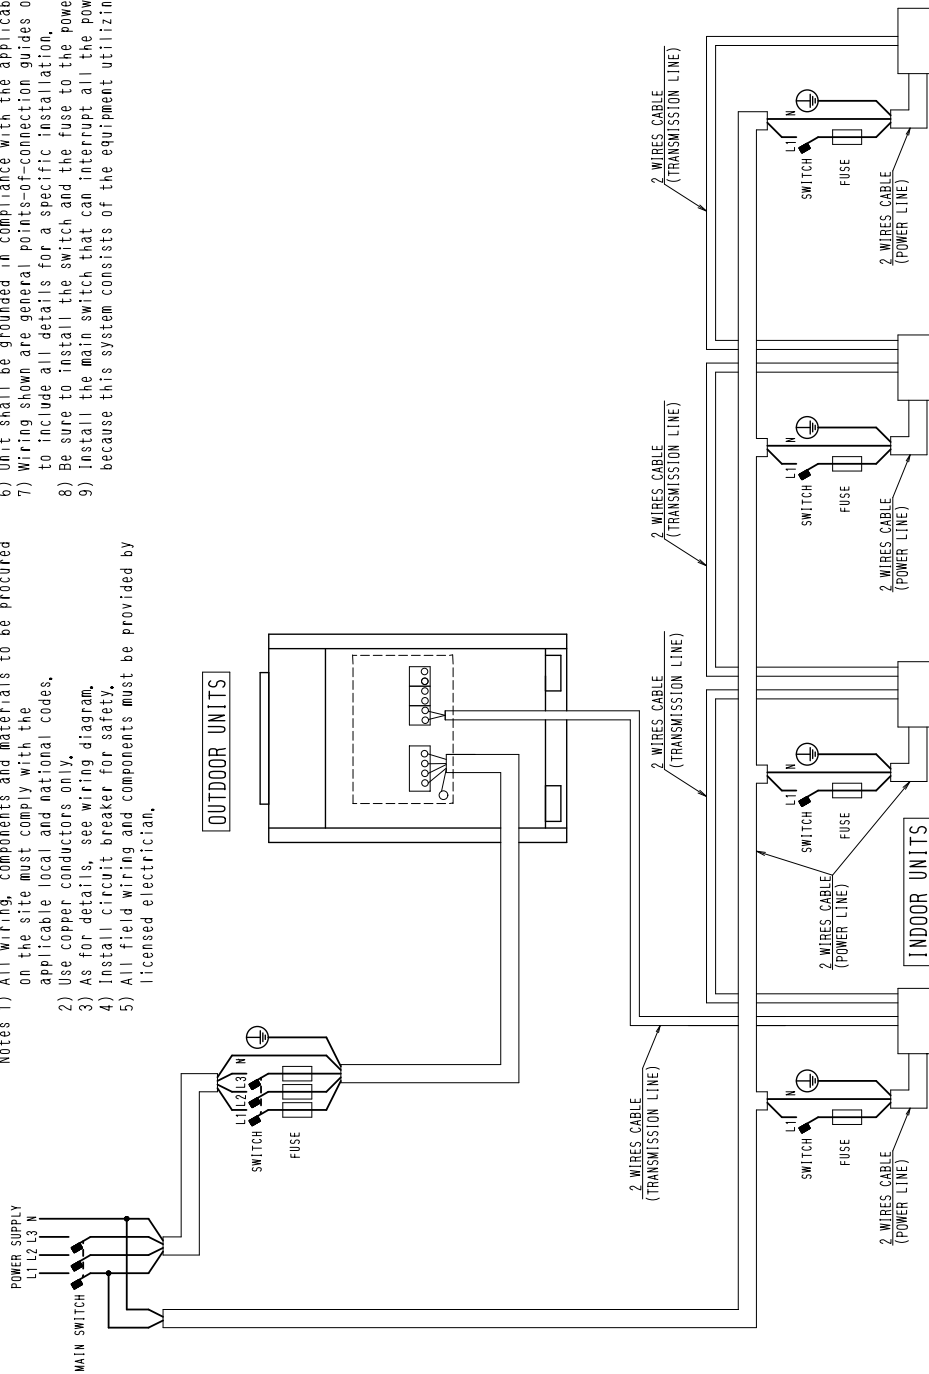 Notes 1) All wiring, components and materials to be procured
on the site must comply with the
applicable local and national codes.
2) Use copper conductors only.
3) As for details, see wiring diagram.
4) Install circuit breaker for safety.
5) All field wiring and components must be provided by
licensed electrician.
6) Unit shall be grounded in compliance with the
7) Wiring shown are general points-of-connection guides
to include all details for a specific installation.
8) Be sure to install the switch and the fuse to the
9) Install the main switch that can interrupt all the
because this system consists of the equipment
POWER SUPPLY
L1 L2 L3 N
MAIN SWITCH
L1 L2 L3 N
SWITCH
FUSE
OUTDOOR UNITS
2 WIRES CABLE
(TRANSMISSION LINE)
2 WIRES CABLE
(TRANSMISSION LINE)
2 WIRES CABLE
(TRANSMISSION LINE)
2 WIRES CABLE
(TRANSMISSION LINE)
L1 N
SWITCH
FUSE
2 WIRES CABLE
(POWER LINE)
L1 N
SWITCH
FUSE
2 WIRES CABLE
(POWER LINE)
L1 N
SWITCH
FUSE
2 WIRES CABLE
(POWER LINE)
L1 N
SWITCH
FUSE
2 WIRES CABLE
(POWER LINE)
INDOOR UNITS